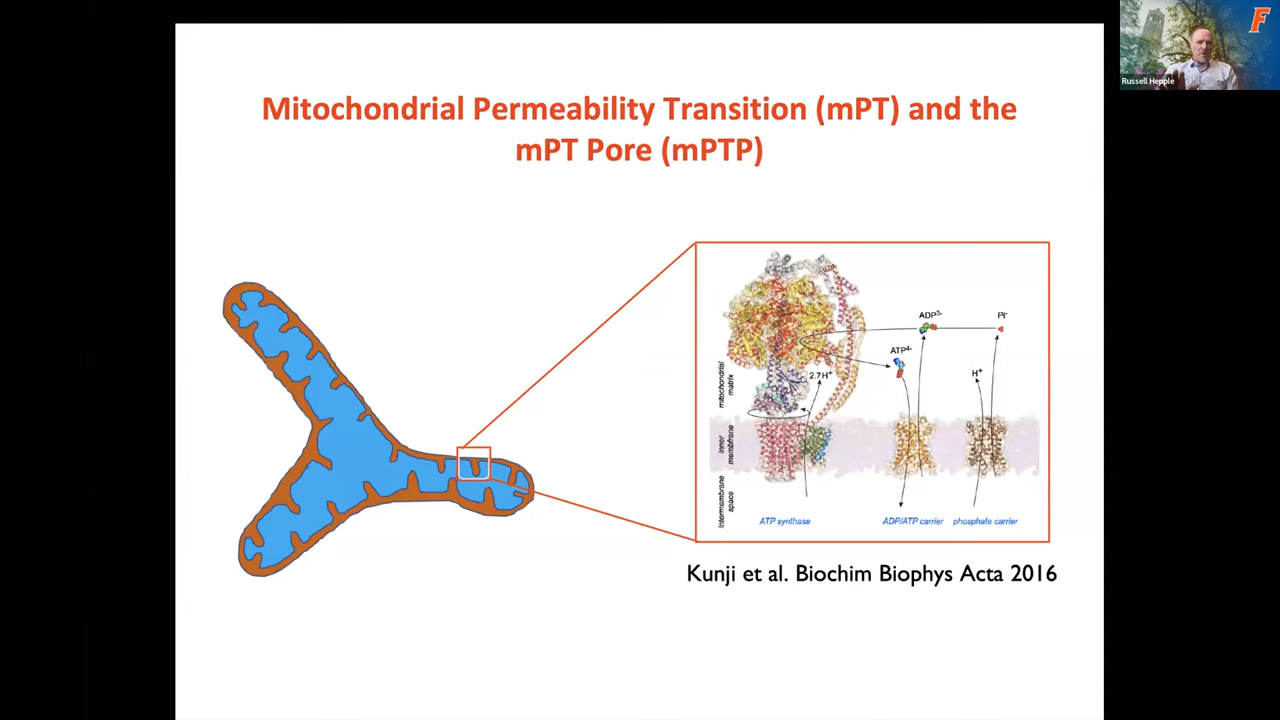 F
Russell Hepple
Mitochondrial Permeability Transition (mPT) and the
mPT Pore (mPTP)
ADP³⁻
Pi⁻
ATP⁴⁻
2.7H⁺
H⁺
mitochondrial
matrix
inner
membrane
intermembrane
space
ATP synthase
ADP/ATP carrier
phosphate carrier
Kunji et al. Biochim Biophys Acta 2016